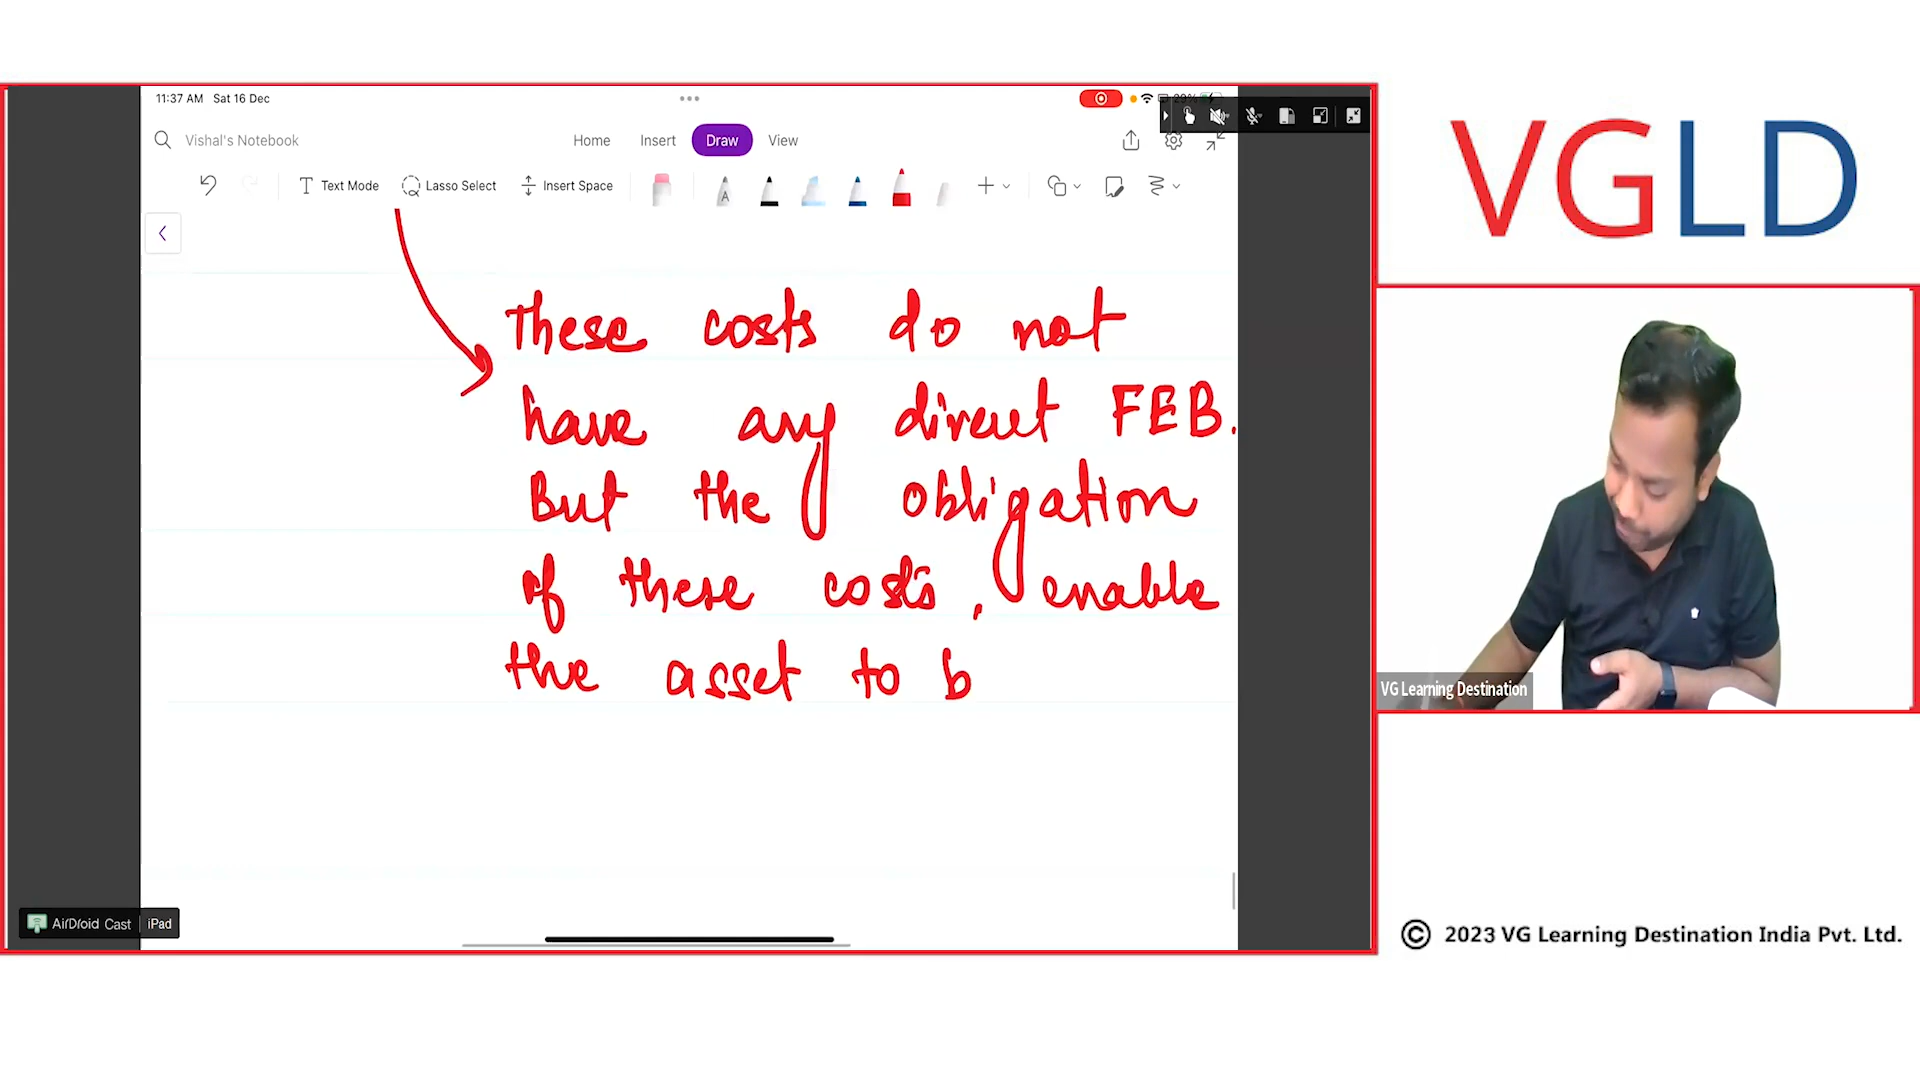 11:37 AM Sat 16 Dec
29%
Vishal's Notebook
Home Insert Draw View
Text Mode Lasso Select Insert Space
A
These costs do not
have any direct FEB.
But the obligation
of these costs, enable
the asset to b
AirDroid Cast iPad
VGLD
VG Learning Destination
© 2023 VG Learning Destination India Pvt. Ltd.